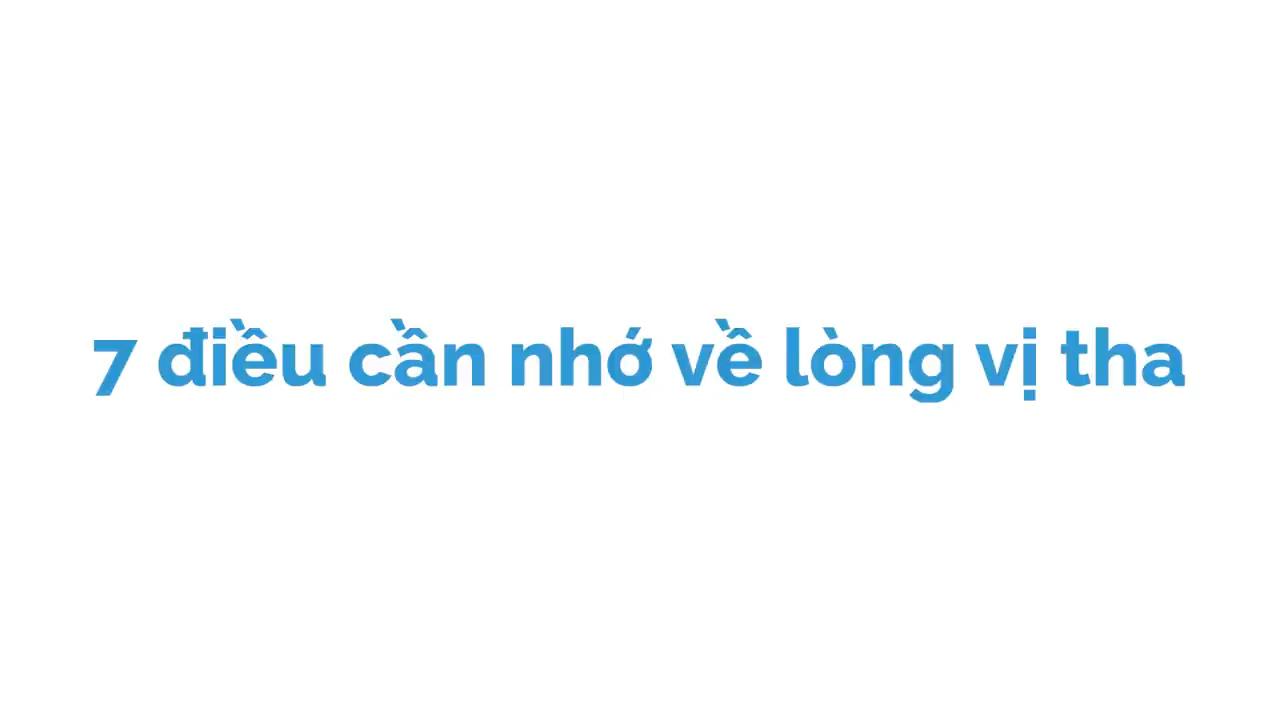 7 điều cần nhớ về lòng vị tha